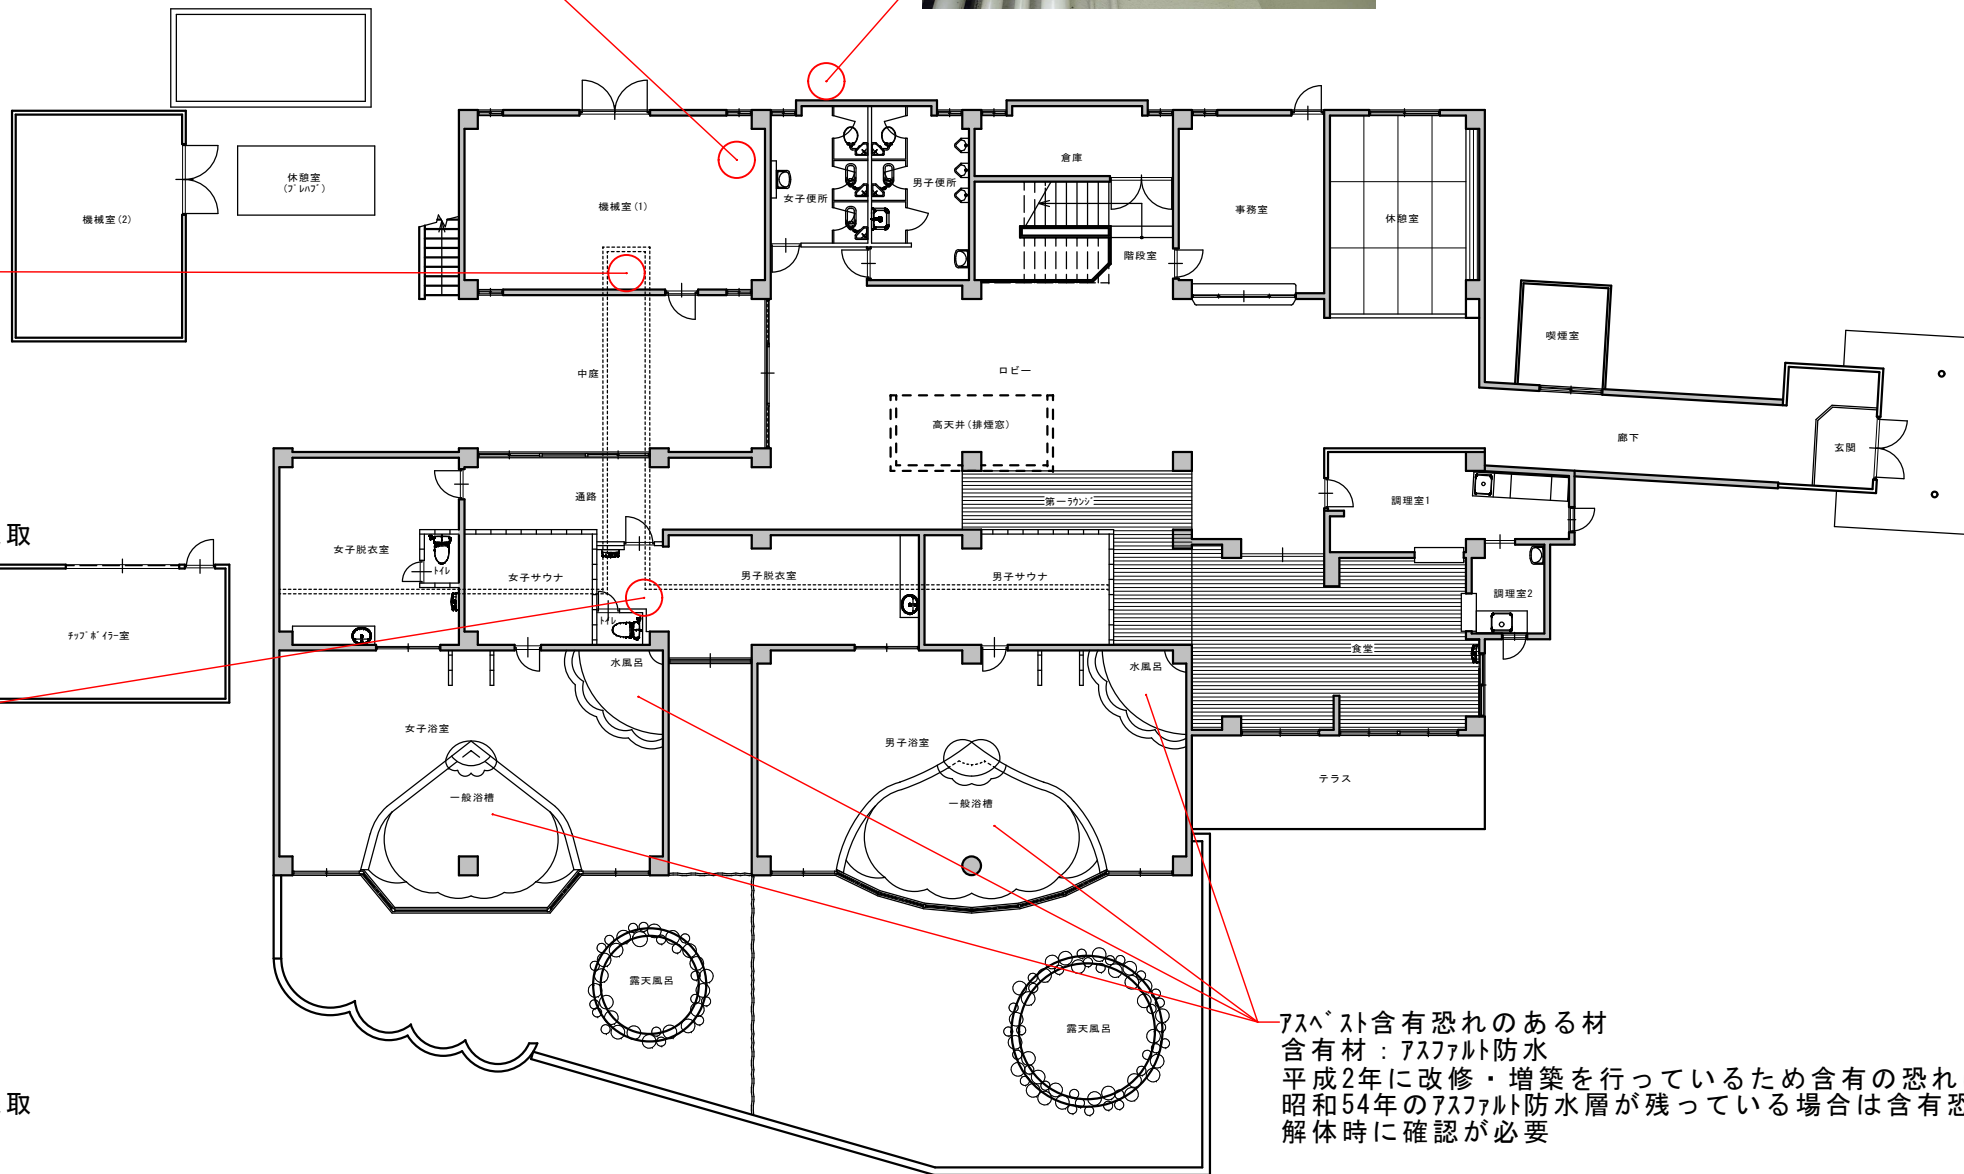 休憩室
(プレハブ)
機械室(2)
機械室(1)
女子便所
男子便所
倉庫
階段室
事務室
休憩室
喫煙室
中庭
ロビー
高天井(排煙窓)
廊下
玄関
通路
第一ラウンジ
調理室1
取
女子脱衣室
トイレ
女子サウナ
男子脱衣室
男子サウナ
調理室2
チップボイラー室
トイレ
食堂
水風呂
水風呂
女子浴室
男子浴室
テラス
一般浴槽
一般浴槽
露天風呂
露天風呂
取
アスベスト含有恐れのある材
含有材：アスファルト防水
平成2年に改修・増築を行っているため含有の恐れ
昭和54年のアスファルト防水層が残っている場合は含有恐
解体時に確認が必要